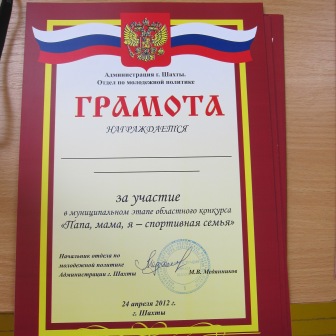 Администрация г. Шахты.
Отдел по молодежной политике
ГРАМОТА
НАГРАЖДАЕТСЯ
за участие
в муниципальном этапе областного конкурса
«Папа, мама, я – спортивная семья»
Начальник отдела по
молодежной политике
Администрации г. Шахты
М.В. Медянников
24 апреля 2012 г.
г. Шахты